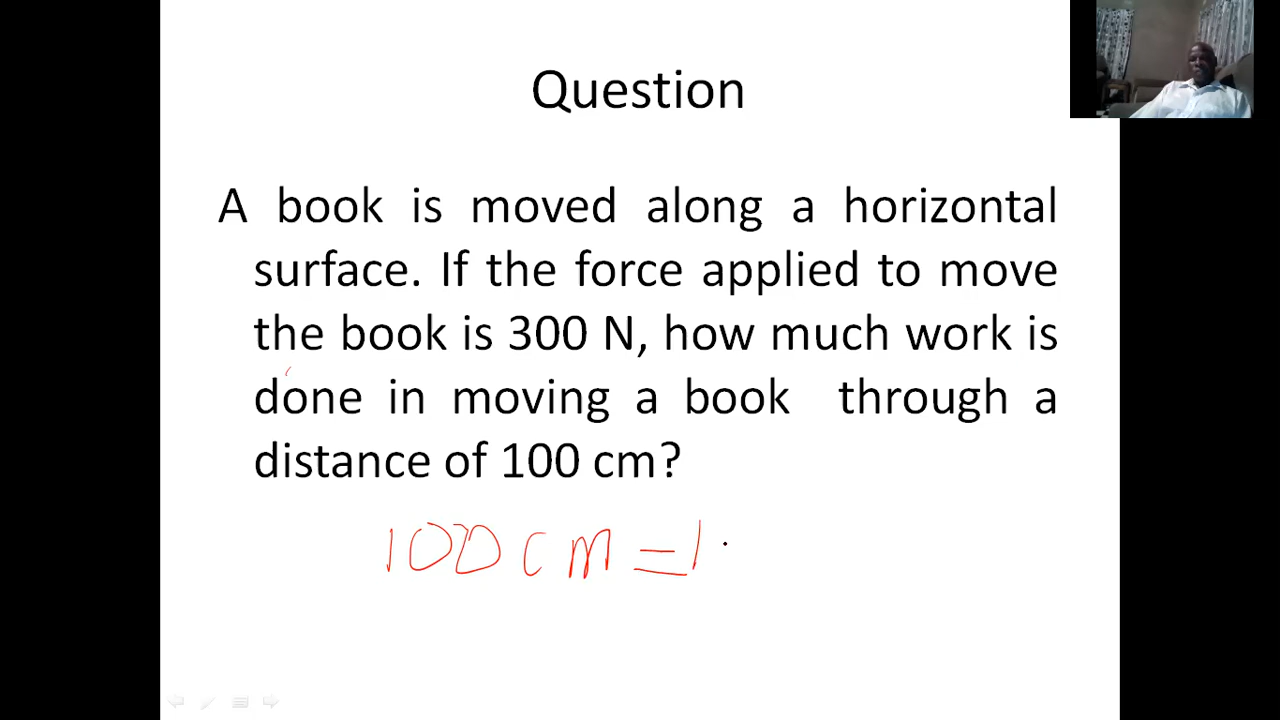 Question
A book is moved along a horizontal
surface. If the force applied to move
the book is 300 N, how much work is
done in moving a book through a
distance of 100 cm?
100 cm = 1